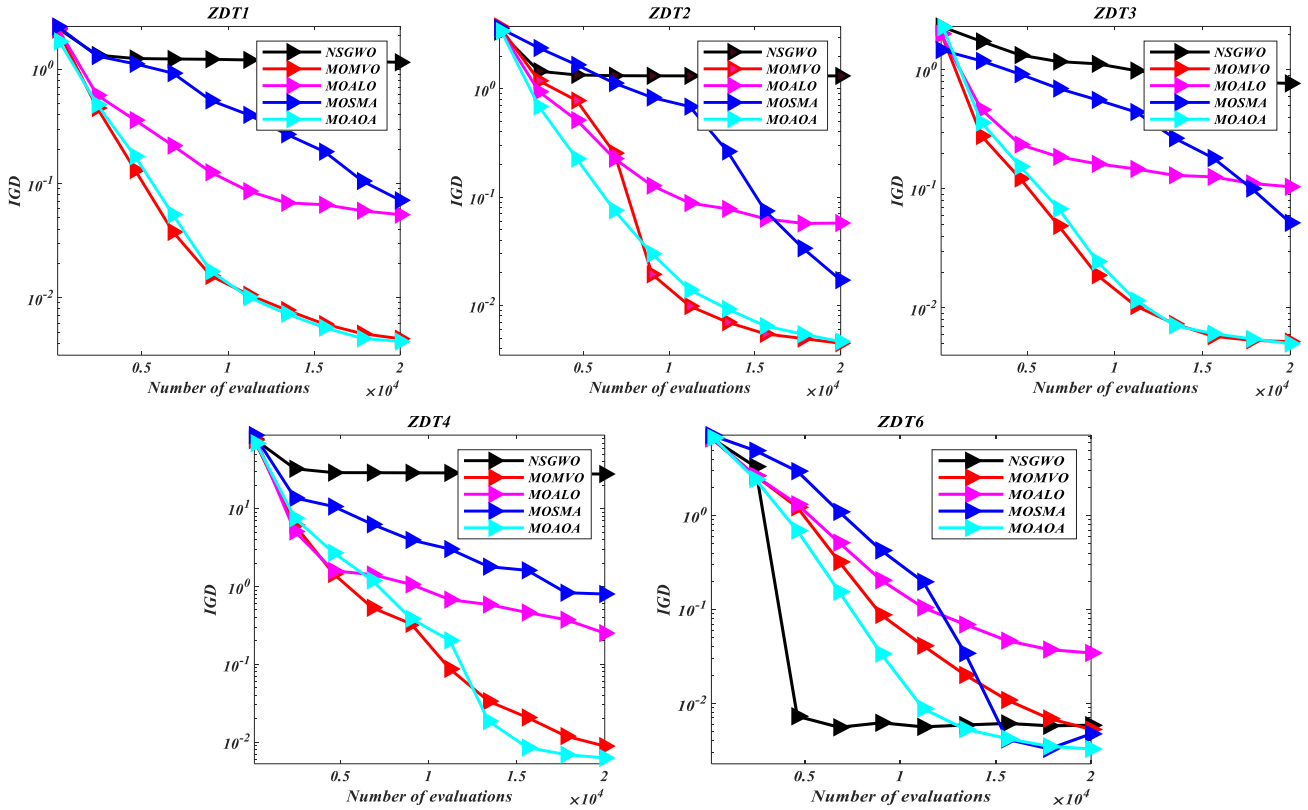 ZDT1
NSGWO
MOMVO
MOALO
MOSMA
MOAOA
IGD
10^0
10^-1
10^-2
0.5 1 1.5 2
Number of evaluations
×10^4
ZDT2
NSGWO
MOMVO
MOALO
MOSMA
MOAOA
IGD
10^0
10^-1
10^-2
0.5 1 1.5 2
Number of evaluations
×10^4
ZDT3
NSGWO
MOMVO
MOALO
MOSMA
MOAOA
IGD
10^0
10^-1
10^-2
0.5 1 1.5 2
Number of evaluations
×10^4
ZDT4
NSGWO
MOMVO
MOALO
MOSMA
MOAOA
IGD
10^1
10^0
10^-1
10^-2
0.5 1 1.5 2
Number of evaluations
×10^4
ZDT6
NSGWO
MOMVO
MOALO
MOSMA
MOAOA
IGD
10^0
10^-1
10^-2
0.5 1 1.5 2
Number of evaluations
×10^4